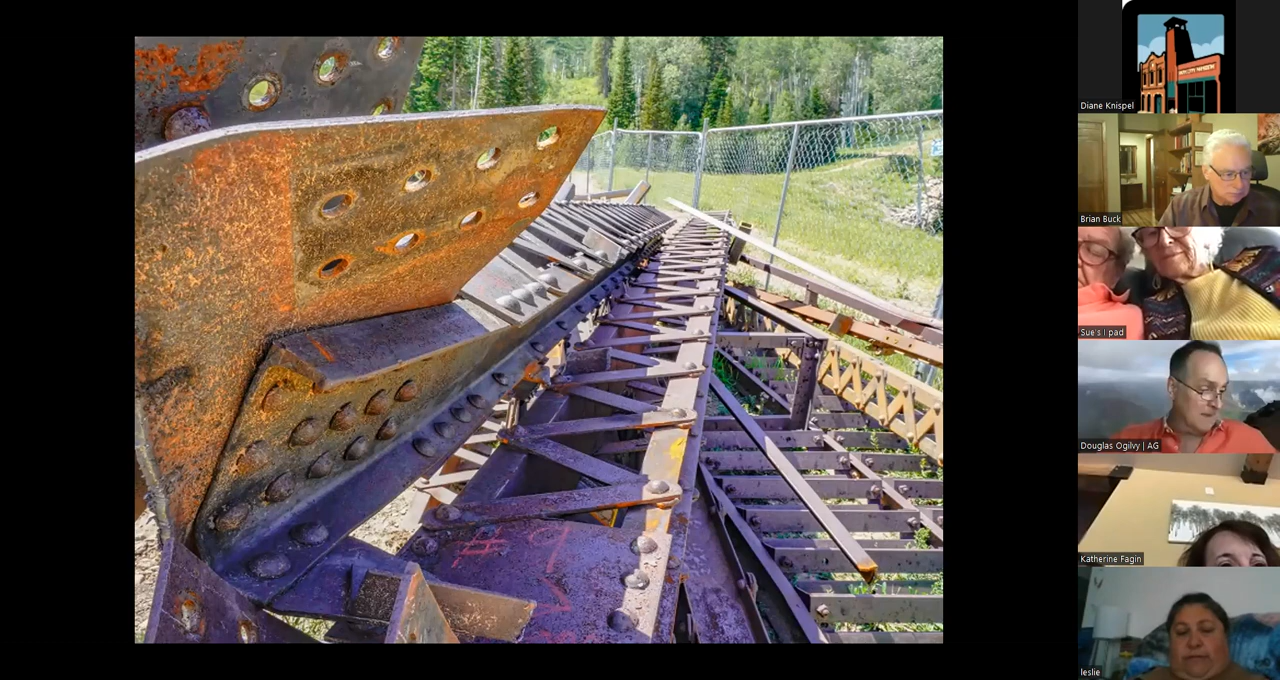 Diane Knispel
Brian Buck
Sue's I pad
Douglas Ogilvy | AG
Katherine Fagin
leslie